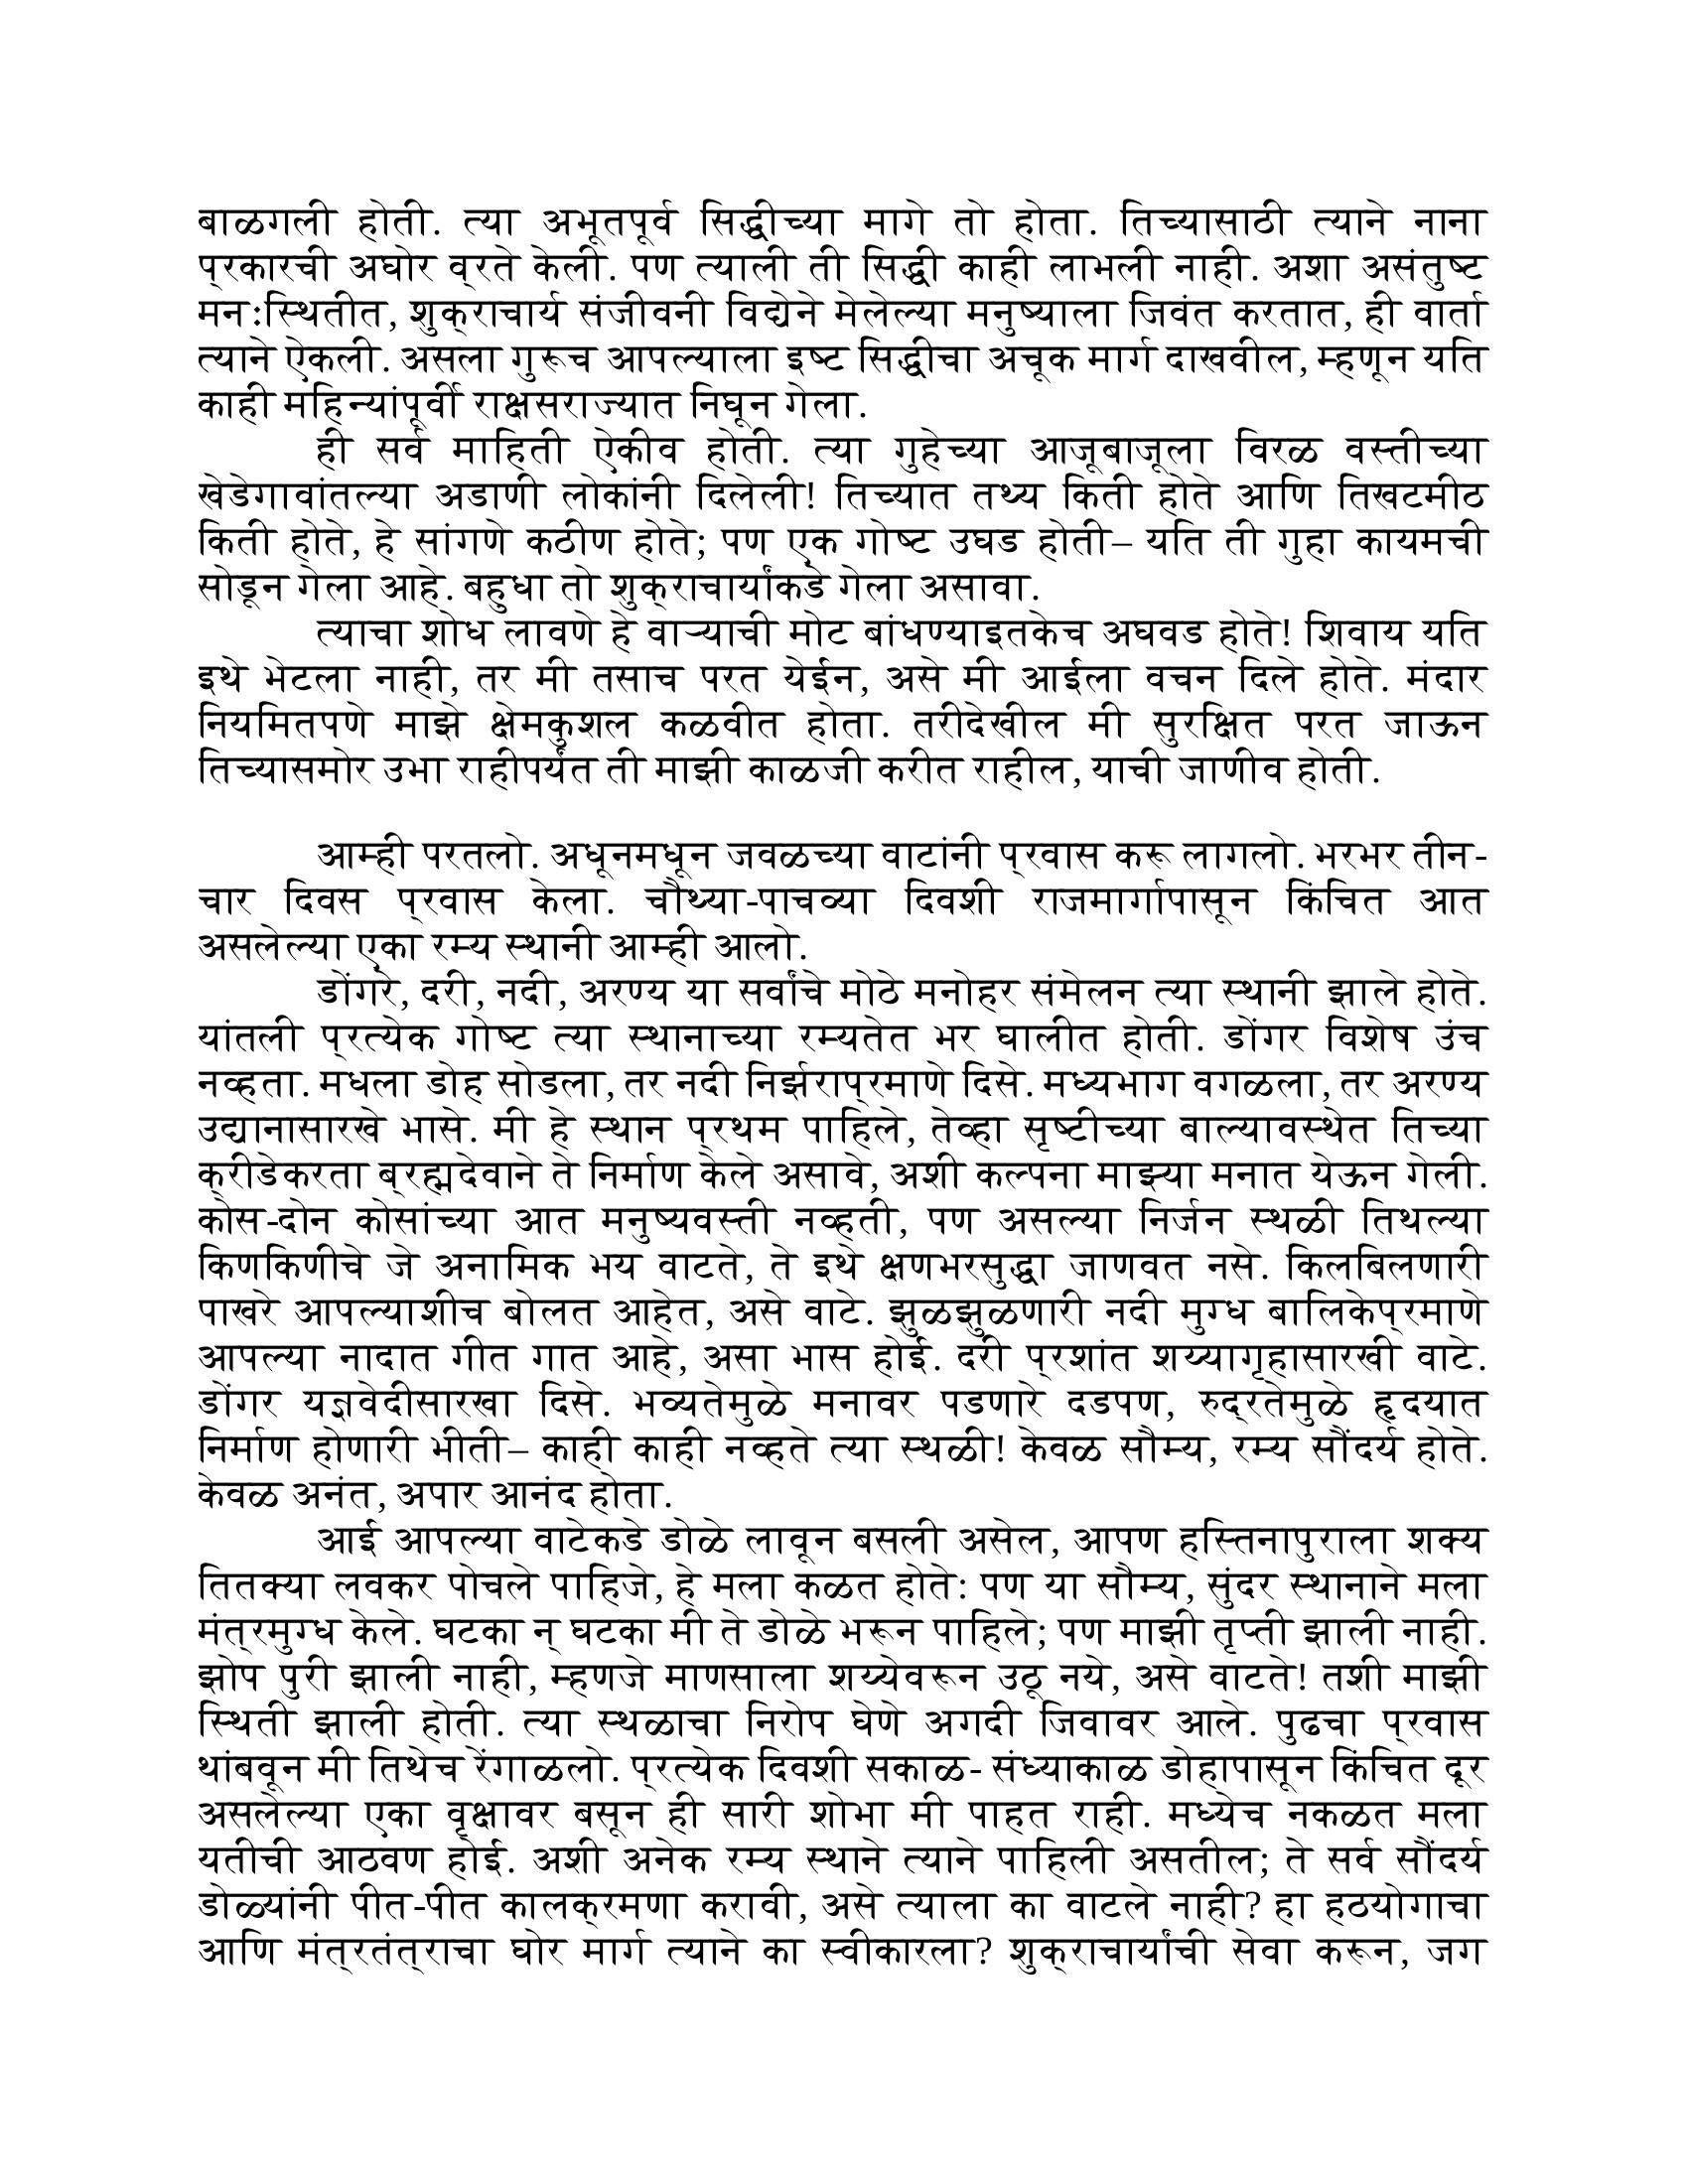 बाळगली होती. त्या अभूतपूर्व सिद्धीच्या मागे तो होता. तिच्यासाठी त्याने नाना
प्रकारची अघोर व्रते केली. पण त्याली ती सिद्धी काही लाभली नाही. अशा असंतुष्ट
मनःस्थितीत, शुक्राचार्य संजीवनी विद्येने मेलेल्या मनुष्याला जिवंत करतात, ही वार्ता
त्याने ऐकली. असला गुरूच आपल्याला इष्ट सिद्धीचा अचूक मार्ग दाखवील, म्हणून यति
काही महिन्यांपूर्वी राक्षसराज्यात निघून गेला.
ही सर्व माहिती ऐकीव होती. त्या गुहेच्या आजूबाजूला विरळ वस्तीच्या
खेडेगावांतल्या अडाणी लोकांनी दिलेली! तिच्यात तथ्य किती होते आणि तिखटमीठ
किती होते, हे सांगणे कठीण होते; पण एक गोष्ट उघड होती– यति ती गुहा कायमची
सोडून गेला आहे. बहुधा तो शुक्राचार्यांकडे गेला असावा.
त्याचा शोध लावणे हे वाऱ्याची मोट बांधण्याइतकेच अघवड होते! शिवाय यति
इथे भेटला नाही, तर मी तसाच परत येईन, असे मी आईला वचन दिले होते. मंदार
नियमितपणे माझे क्षेमकुशल कळवीत होता. तरीदेखील मी सुरक्षित परत जाऊन
तिच्यासमोर उभा राहीपर्यंत ती माझी काळजी करीत राहील, याची जाणीव होती.
आम्ही परतलो. अधूनमधून जवळच्या वाटांनी प्रवास करू लागलो. भरभर तीन-
चार दिवस प्रवास केला. चौथ्या-पाचव्या दिवशी राजमार्गापासून किंचित आत
असलेल्या एका रम्य स्थानी आम्ही आलो.
डोंगरे, दरी, नदी, अरण्य या सर्वांचे मोठे मनोहर संमेलन त्या स्थानी झाले होते.
यांतली प्रत्येक गोष्ट त्या स्थानाच्या रम्यतेत भर घालीत होती. डोंगर विशेष उंच
नव्हता. मधला डोह सोडला, तर नदी निर्झराप्रमाणे दिसे. मध्यभाग वगळला, तर अरण्य
उद्यानासारखे भासे. मी हे स्थान प्रथम पाहिले, तेव्हा सृष्टीच्या बाल्यावस्थेत तिच्या
क्रीडेकरता ब्रह्मदेवाने ते निर्माण केले असावे, अशी कल्पना माझ्या मनात येऊन गेली.
कोस-दोन कोसांच्या आत मनुष्यवस्ती नव्हती, पण असल्या निर्जन स्थळी तिथल्या
किणकिणीचे जे अनामिक भय वाटते, ते इथे क्षणभरसुद्धा जाणवत नसे. किलबिलणारी
पाखरे आपल्याशीच बोलत आहेत, असे वाटे. झुळझुळणारी नदी मुग्ध बालिकेप्रमाणे
आपल्या नादात गीत गात आहे, असा भास होई. दरी प्रशांत शय्यागृहासारखी वाटे.
डोंगर यज्ञवेदीसारखा दिसे. भव्यतेमुळे मनावर पडणारे दडपण, रुद्रतेमुळे हृदयात
निर्माण होणारी भीती– काही काही नव्हते त्या स्थळी! केवळ सौम्य, रम्य सौंदर्य होते.
केवळ अनंत, अपार आनंद होता.
आई आपल्या वाटेकडे डोळे लावून बसली असेल, आपण हस्तिनापुराला शक्य
तितक्या लवकर पोचले पाहिजे, हे मला कळत होते: पण या सौम्य, सुंदर स्थानाने मला
मंत्रमुग्ध केले. घटका न् घटका मी ते डोळे भरून पाहिले; पण माझी तृप्ती झाली नाही.
झोप पुरी झाली नाही, म्हणजे माणसाला शय्येवरून उठू नये, असे वाटते! तशी माझी
स्थिती झाली होती. त्या स्थळाचा निरोप घेणे अगदी जिवावर आले. पुढचा प्रवास
थांबवून मी तिथेच रेंगाळलो. प्रत्येक दिवशी सकाळ- संध्याकाळ डोहापासून किंचित दूर
असलेल्या एका वृक्षावर बसून ही सारी शोभा मी पाहत राही. मध्येच नकळत मला
यतीची आठवण होई. अशी अनेक रम्य स्थाने त्याने पाहिली असतील; ते सर्व सौंदर्य
डोळ्यांनी पीत-पीत कालक्रमणा करावी, असे त्याला का वाटले नाही? हा हठयोगाचा
आणि मंत्रतंत्राचा घोर मार्ग त्याने का स्वीकारला? शुक्राचार्यांची सेवा करून, जग